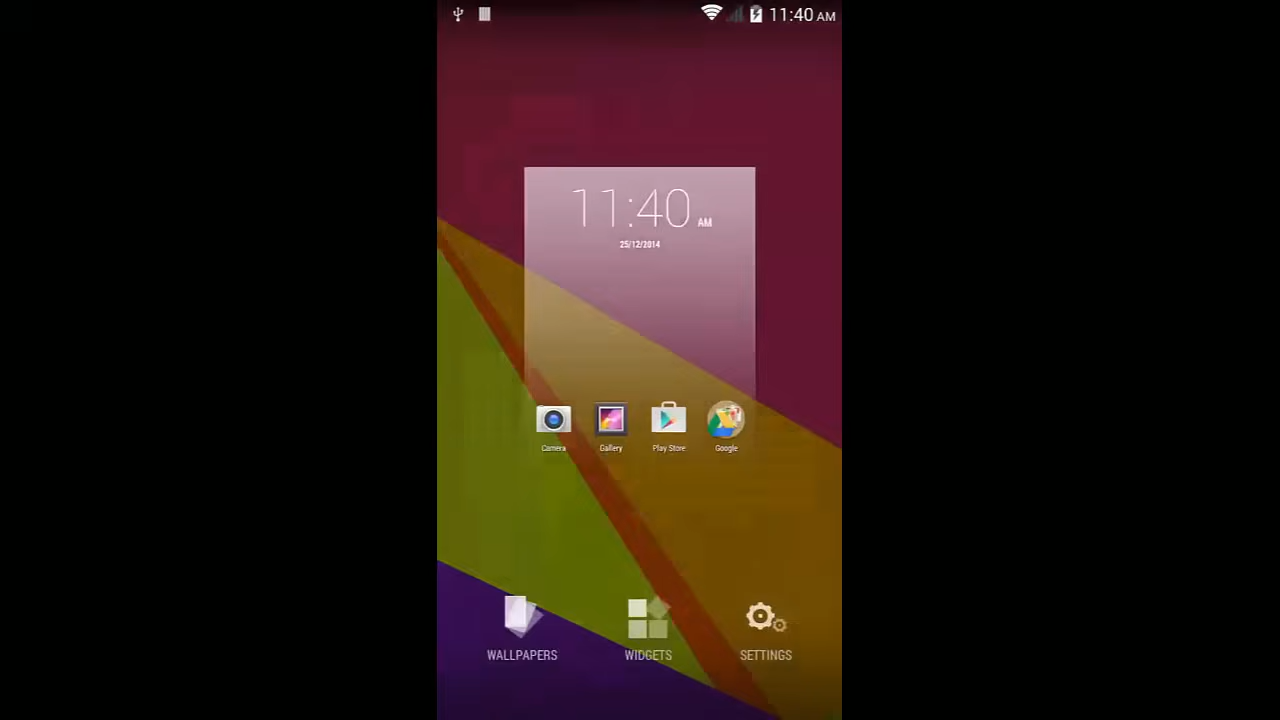 11:40 AM
11:40 AM
25/12/2014
Camera Gallery Play Store Google
WALLPAPERS WIDGETS SETTINGS